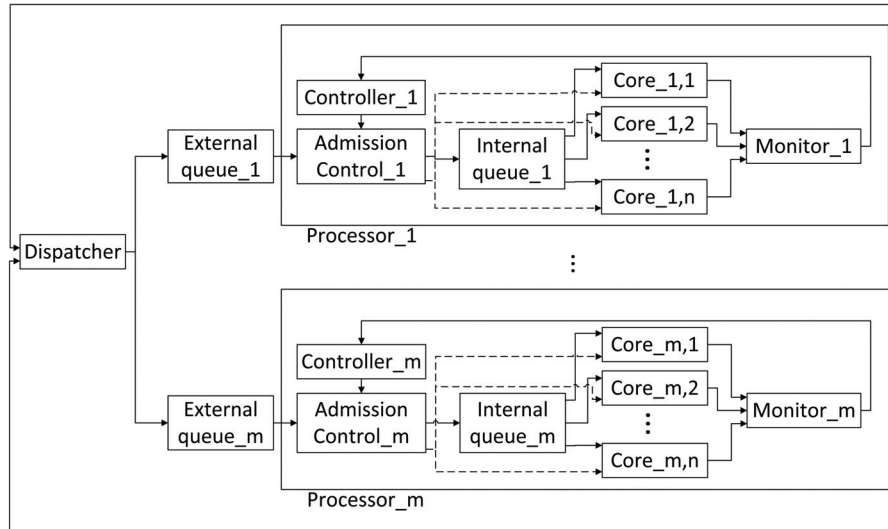 Controller_1
Core_1,1
External
queue_1
Admission
Control_1
Internal
queue_1
Core_1,2
...
Core_1,n
Monitor_1
Processor_1
Dispatcher
...
Controller_m
Core_m,1
External
queue_m
Admission
Control_m
Internal
queue_m
Core_m,2
...
Core_m,n
Monitor_m
Processor_m